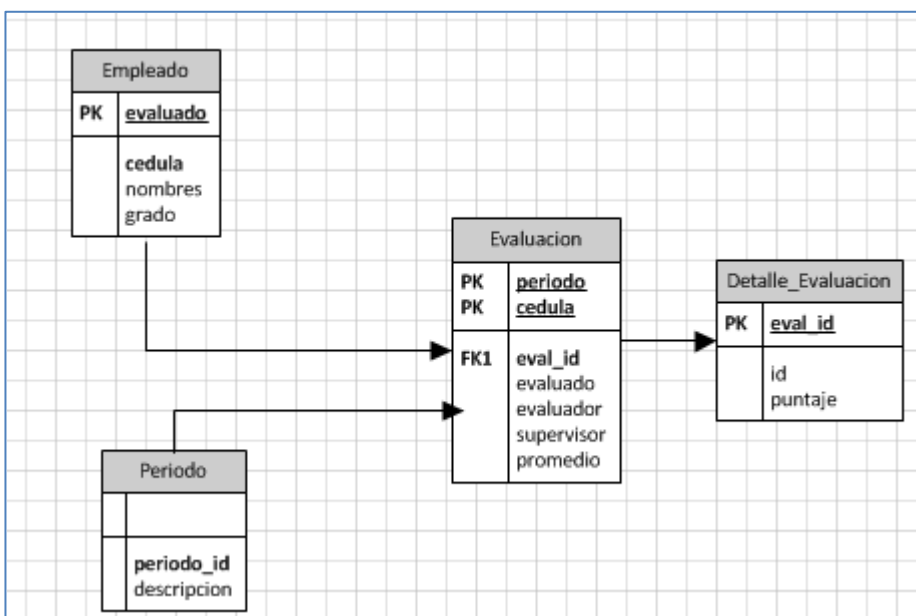 Empleado
PK evaluado
cedula
nombres
grado
Evaluacion
PK periodo
PK cedula
FK1 eval_id
evaluado
evaluador
supervisor
promedio
Detalle_Evaluacion
PK eval_id
id
puntaje
Periodo
periodo_id
descripcion